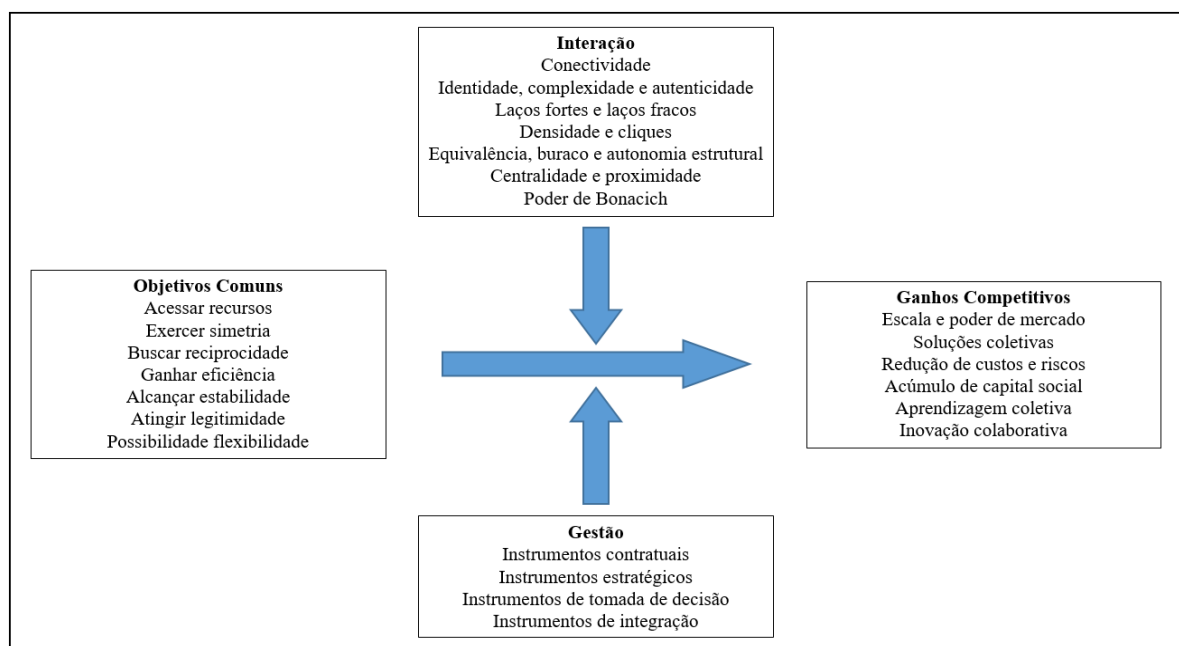 Interação
Conectividade
Identidade, complexidade e autenticidade
Laços fortes e laços fracos
Densidade e cliques
Equivalência, buraco e autonomia estrutural
Centralidade e proximidade
Poder de Bonacich
Objetivos Comuns
Acessar recursos
Exercer simetria
Buscar reciprocidade
Ganhar eficiência
Alcançar estabilidade
Atingir legitimidade
Possibilidade flexibilidade
Ganhos Competitivos
Escala e poder de mercado
Soluções coletivas
Redução de custos e riscos
Acúmulo de capital social
Aprendizagem coletiva
Inovação colaborativa
Gestão
Instrumentos contratuais
Instrumentos estratégicos
Instrumentos de tomada de decisão
Instrumentos de integração